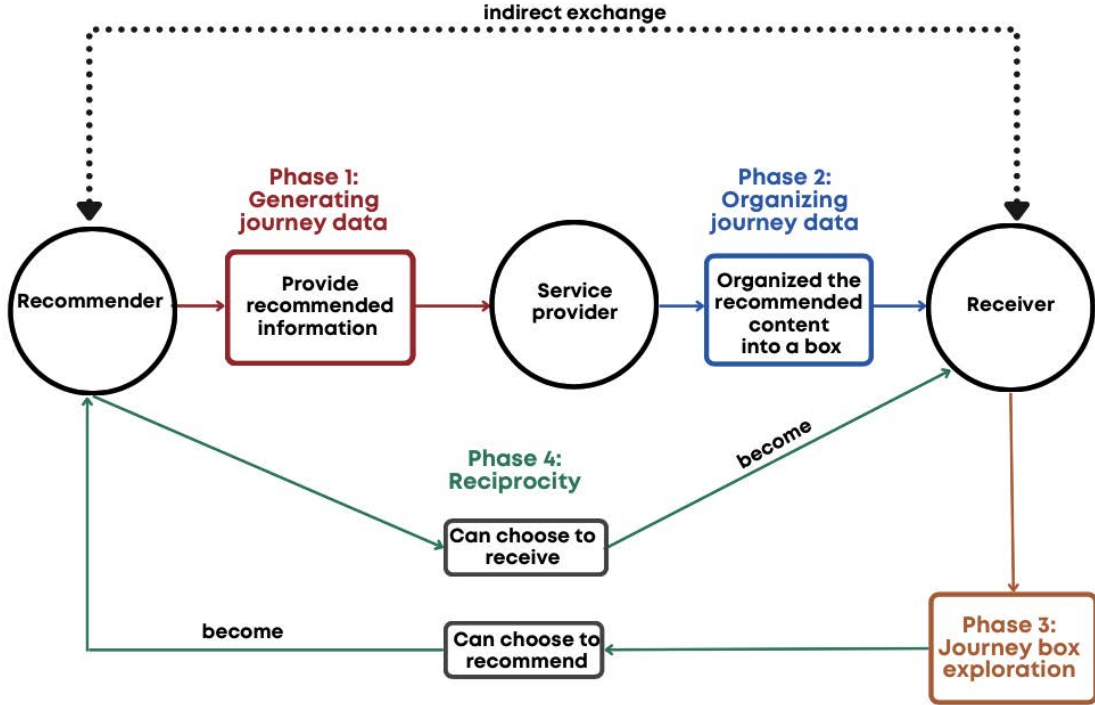 indirect exchange
Phase 1:
Generating
journey data
Phase 2:
Organizing
journey data
Recommender
Provide
recommended
information
Service
provider
Organized the
recommended
content
into a box
Receiver
Phase 4:
Reciprocity
become
Can choose to
receive
become
Can choose to
recommend
Phase 3:
Journey box
exploration